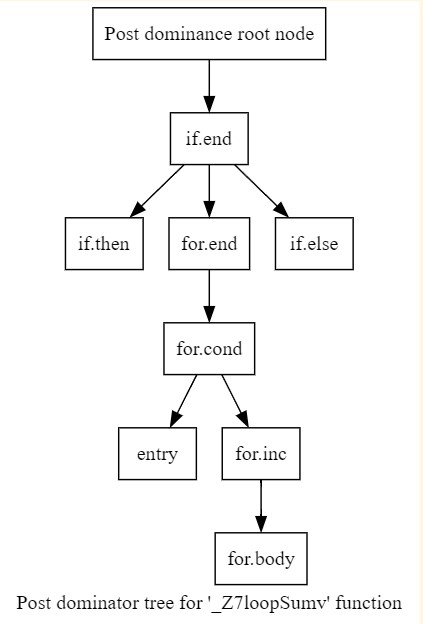 Post dominance root node
if.end
if.then
for.end
if.else
for.cond
entry
for.inc
for.body
Post dominator tree for '_Z7loopSumv' function